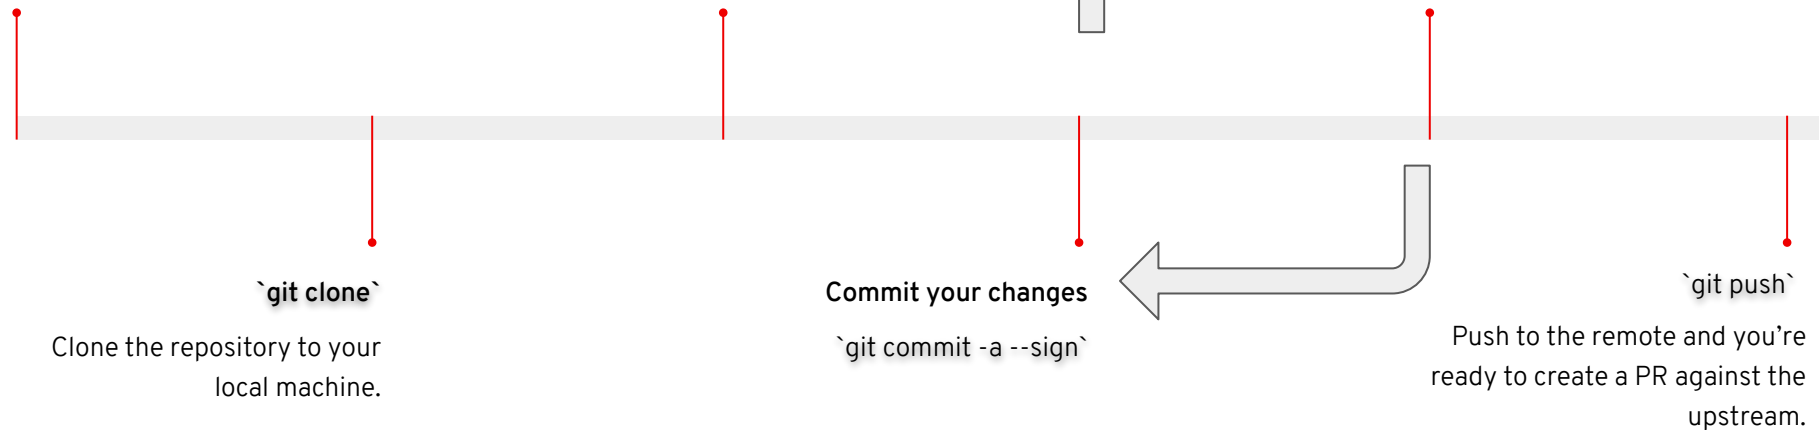 `git clone`
Clone the repository to your
local machine.
Commit your changes
`git commit -a --sign`
`git push`
Push to the remote and you’re
ready to create a PR against the
upstream.